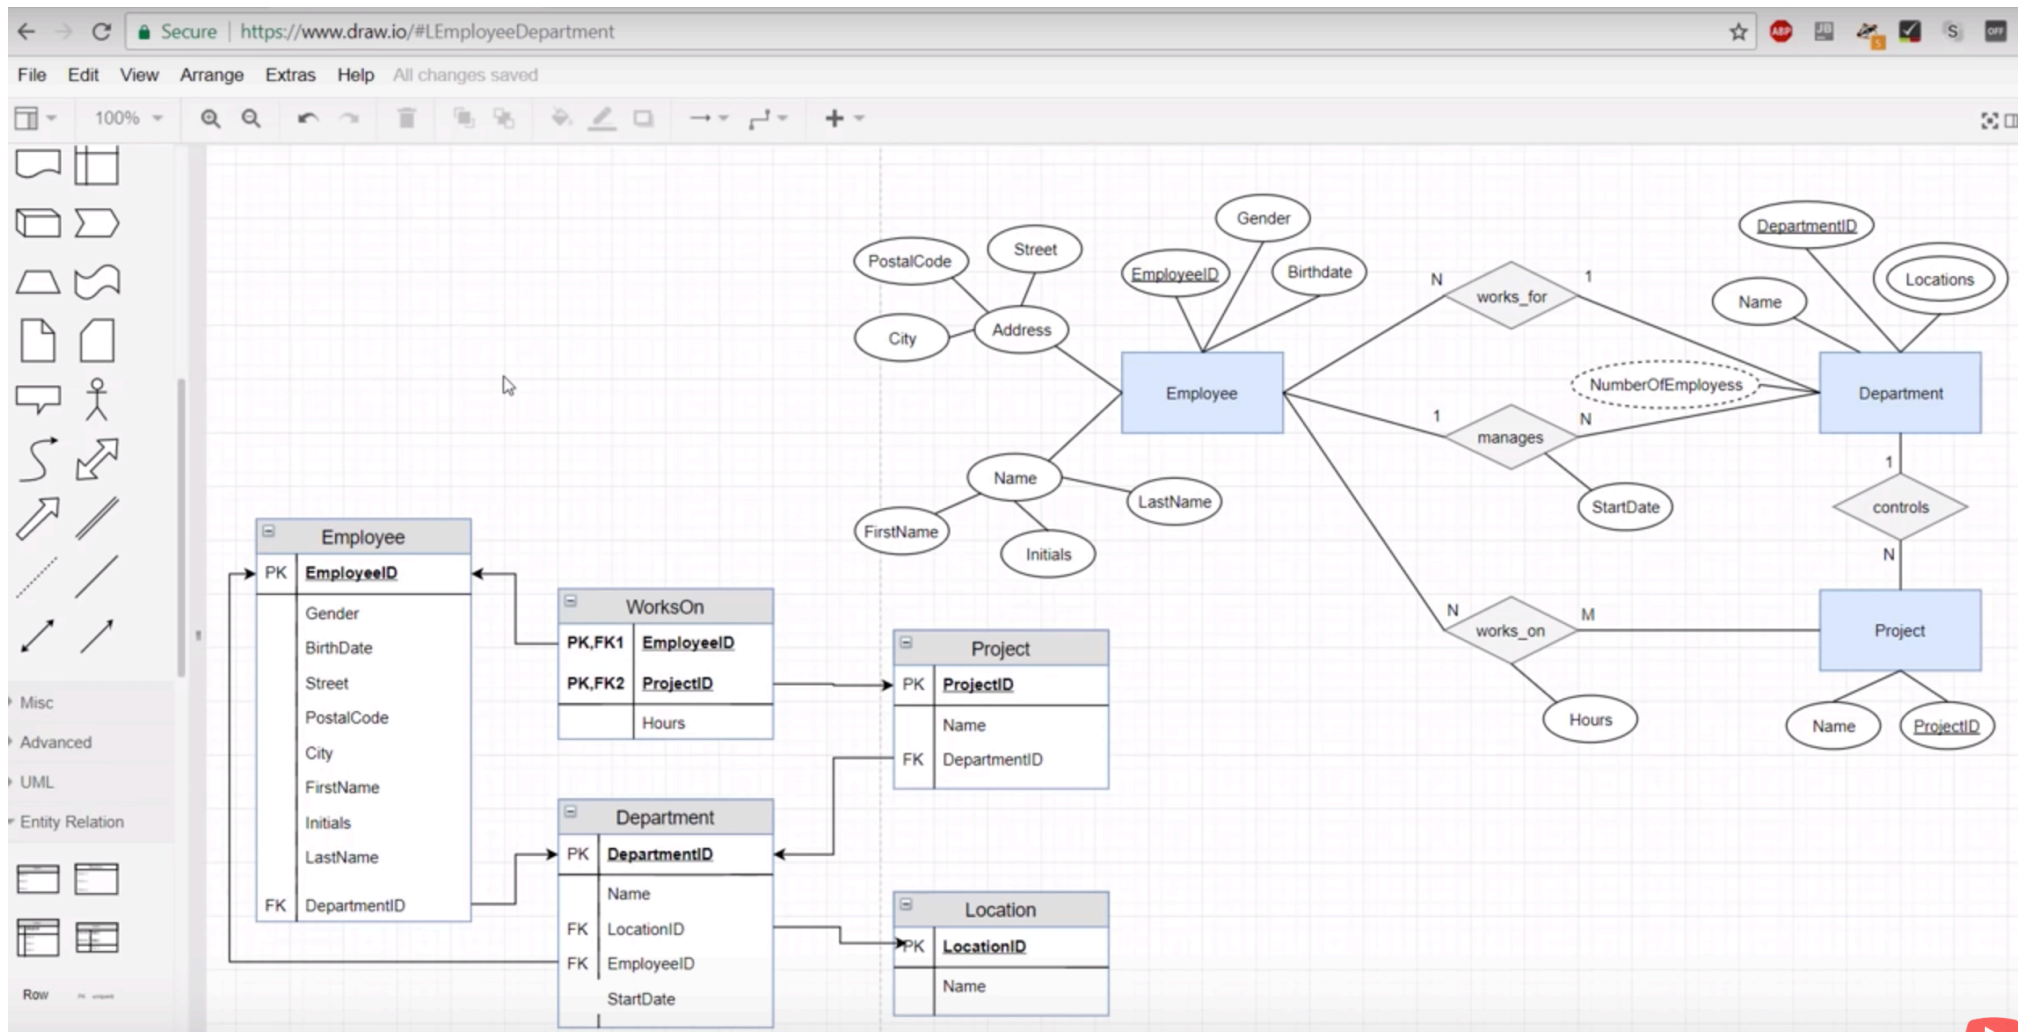 Secure | https://www.draw.io/#LEmployeeDepartment
ABP JB 5 S OFF
File Edit View Arrange Extras Help All changes saved
100%
Misc
Advanced
UML
Entity Relation
Row
Employee
PK EmployeeID
Gender
BirthDate
Street
PostalCode
City
FirstName
Initials
LastName
FK DepartmentID
WorksOn
PK,FK1 EmployeeID
PK,FK2 ProjectID
Hours
Department
PK DepartmentID
Name
FK LocationID
FK EmployeeID
StartDate
Project
PK ProjectID
Name
FK DepartmentID
Location
PK LocationID
Name
PostalCode
Street
City
Address
EmployeeID
Gender
Birthdate
Employee
Name
FirstName
Initials
LastName
N works_for 1
1 manages N
StartDate
N works_on M
Hours
DepartmentID
Locations
Name
NumberOfEmployess
Department
1
controls
N
Project
Name
ProjectID